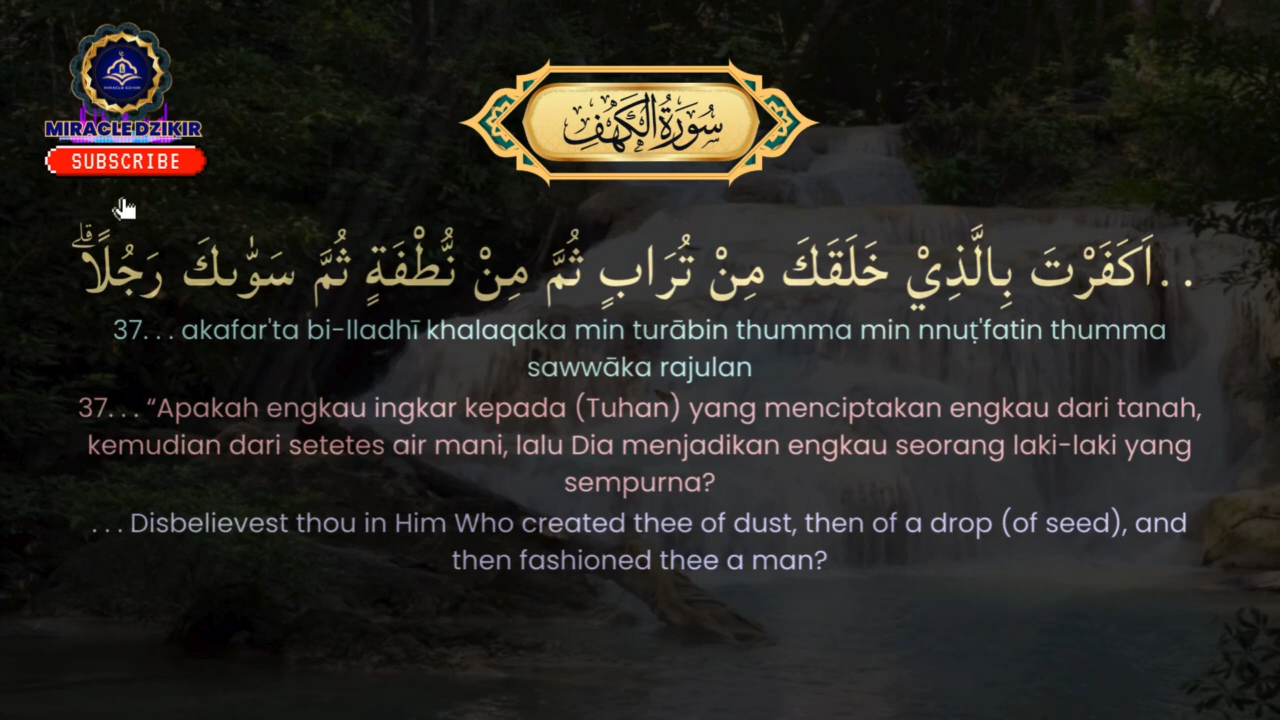 MIRACLE DZIKIR
MIRACLEDZIKIR
SUBSCRIBE
سُورَةُ الْكَهْفِ
..اَكَفَرْتَ بِالَّذِيْ خَلَقَكَ مِنْ تُرَابٍ ثُمَّ مِنْ نُّطْفَةٍ ثُمَّ سَوّٰىكَ رَجُلًاۗ
37. . . akafar'ta bi-lladhī khalaqaka min turābin thumma min nnuṭ'fatin thumma
sawwāka rajulan
37. . . “Apakah engkau ingkar kepada (Tuhan) yang menciptakan engkau dari tanah,
kemudian dari setetes air mani, lalu Dia menjadikan engkau seorang laki-laki yang
sempurna?
. . . Disbelievest thou in Him Who created thee of dust, then of a drop (of seed), and
then fashioned thee a man?